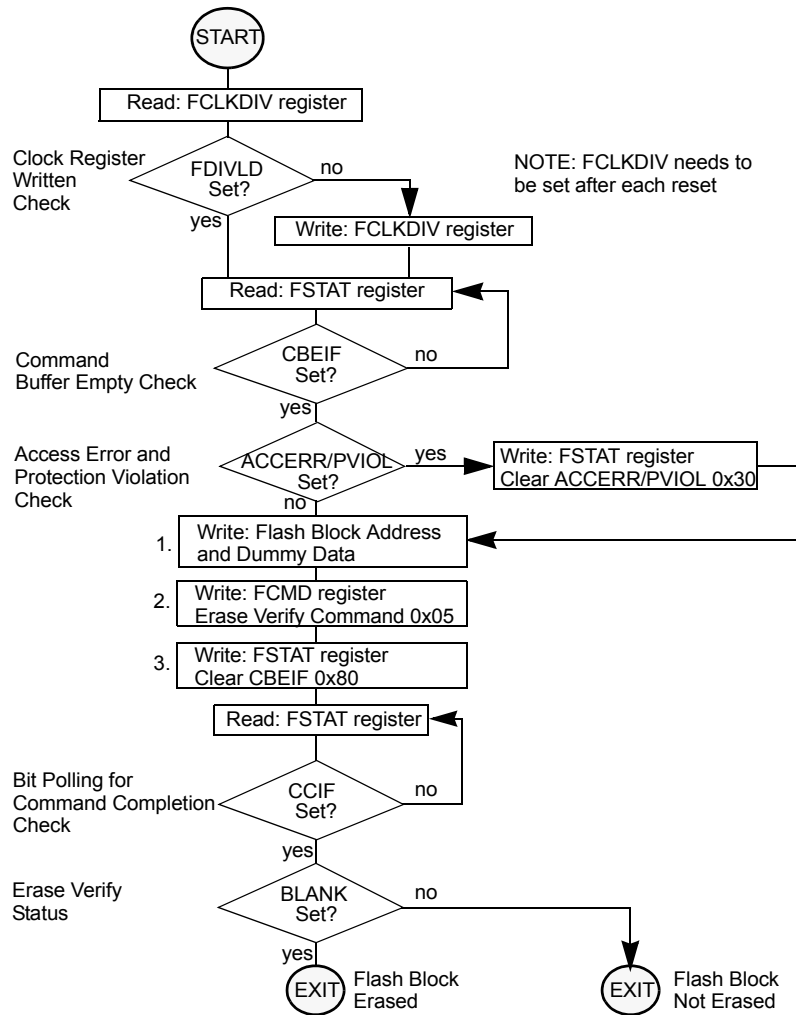 START
Read: FCLKDIV register
Clock Register
Written
Check
FDIVLD
Set?
no
yes
NOTE: FCLKDIV needs to
be set after each reset
Write: FCLKDIV register
Read: FSTAT register
Command
Buffer Empty Check
CBEIF
Set?
no
yes
Access Error and
Protection Violation
Check
ACCERR/PVIOL
Set?
yes
no
Write: FSTAT register
Clear ACCERR/PVIOL 0x30
1.
Write: Flash Block Address
and Dummy Data
2.
Write: FCMD register
Erase Verify Command 0x05
3.
Write: FSTAT register
Clear CBEIF 0x80
Read: FSTAT register
Bit Polling for
Command Completion
Check
CCIF
Set?
no
yes
Erase Verify
Status
BLANK
Set?
no
yes
EXIT
Flash Block
Erased
EXIT
Flash Block
Not Erased